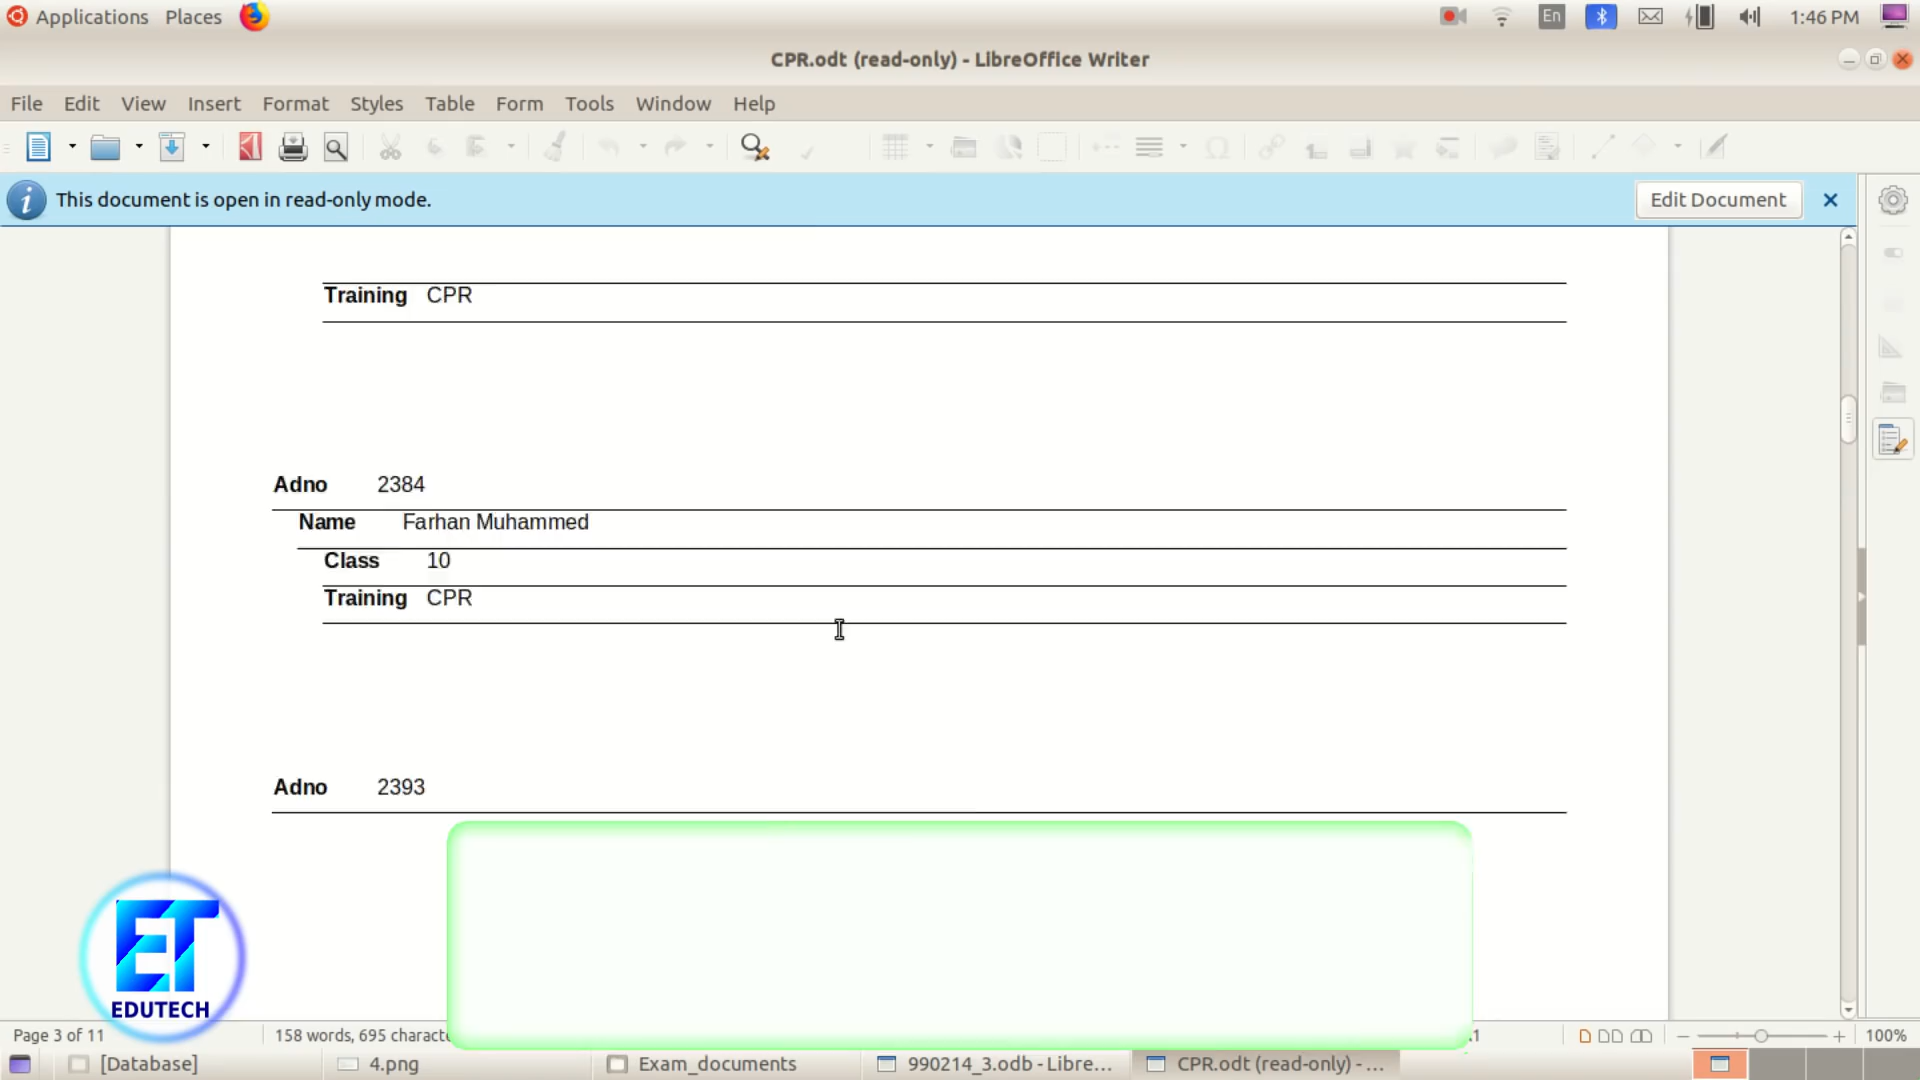 Applications Places En 1:46 PM
CPR.odt (read-only) - LibreOffice Writer
File Edit View Insert Format Styles Table Form Tools Window Help
This document is open in read-only mode. Edit Document
Training CPR
Adno 2384
Name Farhan Muhammed
Class 10
Training CPR
Adno 2393
ET
EDUTECH
Page 3 of 11 158 words, 695 characte 100%
[Database] 4.png Exam_documents 990214_3.odb - Libre... CPR.odt (read-only) - ...